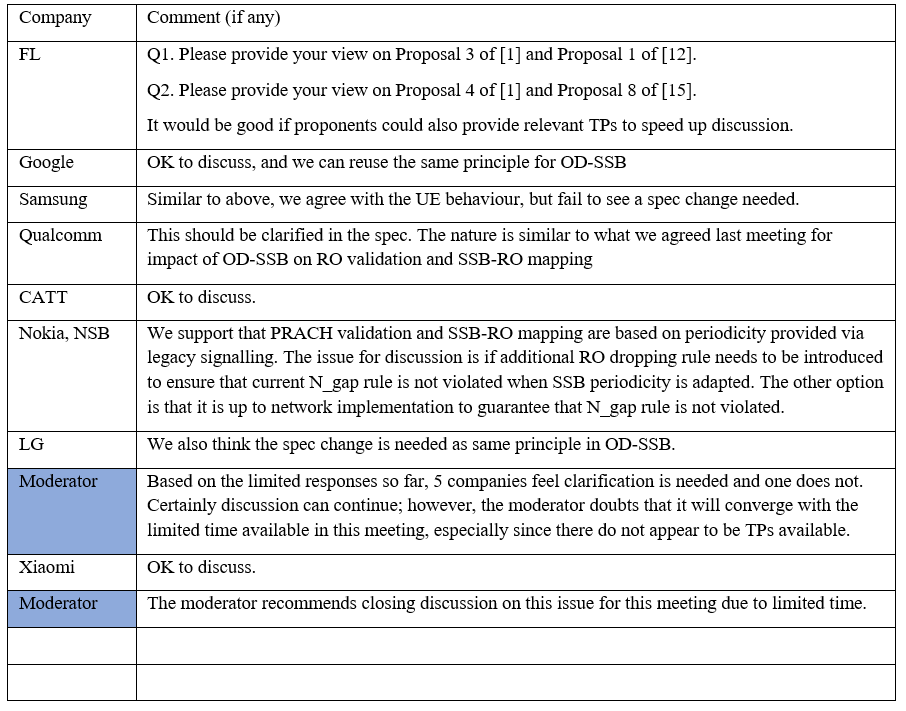 Company
Comment (if any)
FL
Q1. Please provide your view on Proposal 3 of [1] and Proposal 1 of [12].
Q2. Please provide your view on Proposal 4 of [1] and Proposal 8 of [15].
It would be good if proponents could also provide relevant TPs to speed up discussion.
Google
OK to discuss, and we can reuse the same principle for OD-SSB
Samsung
Similar to above, we agree with the UE behaviour, but fail to see a spec change needed.
Qualcomm
This should be clarified in the spec. The nature is similar to what we agreed last meeting for
impact of OD-SSB on RO validation and SSB-RO mapping
CATT
OK to discuss.
Nokia, NSB
We support that PRACH validation and SSB-RO mapping are based on periodicity provided via
legacy signalling. The issue for discussion is if additional RO dropping rule needs to be introduced
to ensure that current N_gap rule is not violated when SSB periodicity is adapted. The other option
is that it is up to network implementation to guarantee that N_gap rule is not violated.
LG
We also think the spec change is needed as same principle in OD-SSB.
Moderator
Based on the limited responses so far, 5 companies feel clarification is needed and one does not.
Certainly discussion can continue; however, the moderator doubts that it will converge with the
limited time available in this meeting, especially since there do not appear to be TPs available.
Xiaomi
OK to discuss.
Moderator
The moderator recommends closing discussion on this issue for this meeting due to limited time.